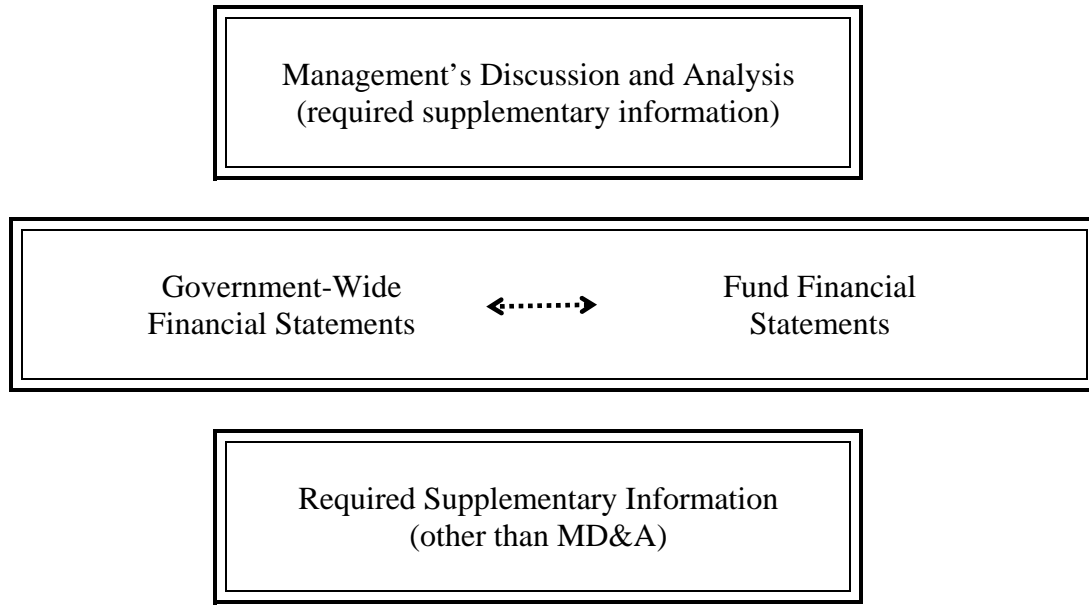 Management’s Discussion and Analysis
(required supplementary information)
Government-Wide
Financial Statements
Fund Financial
Statements
Required Supplementary Information
(other than MD&A)